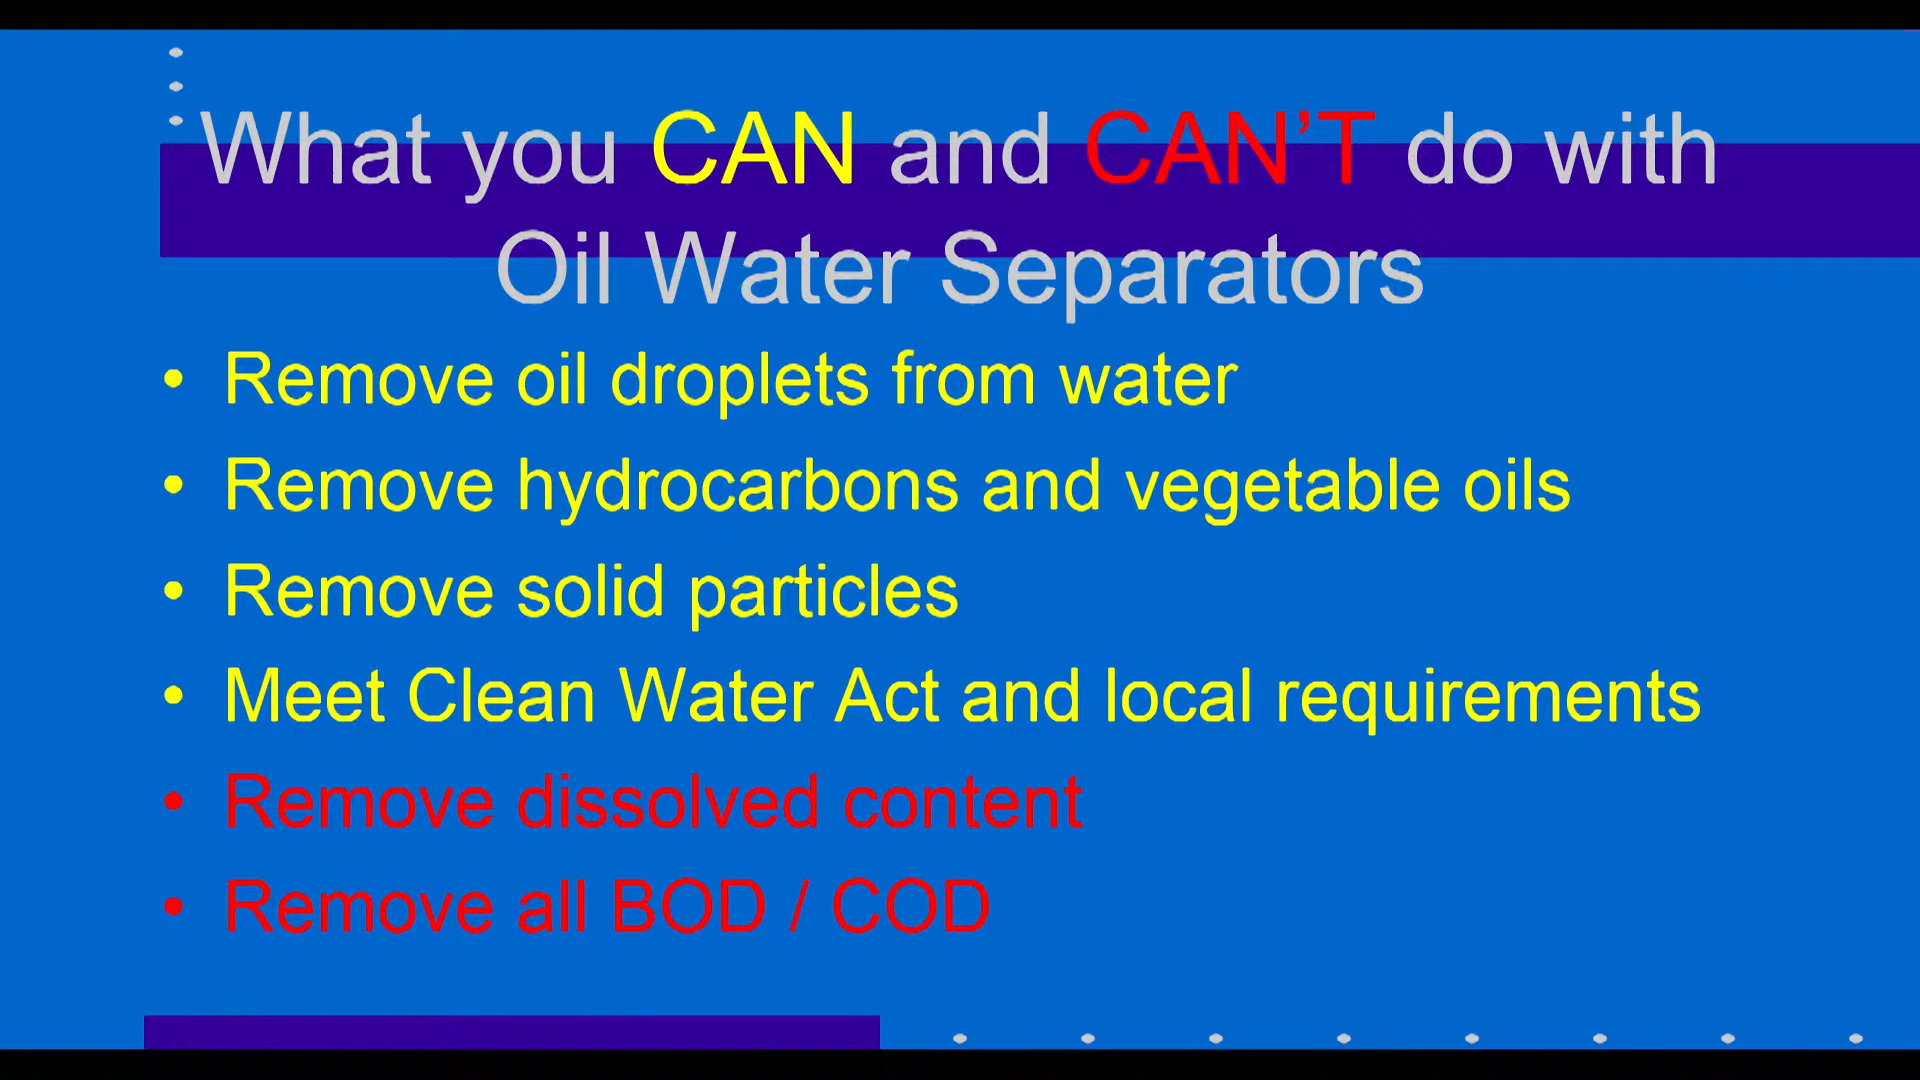 What you CAN and CAN’T do with
Oil Water Separators
• Remove oil droplets from water
• Remove hydrocarbons and vegetable oils
• Remove solid particles
• Meet Clean Water Act and local requirements
• Remove dissolved content
• Remove all BOD / COD